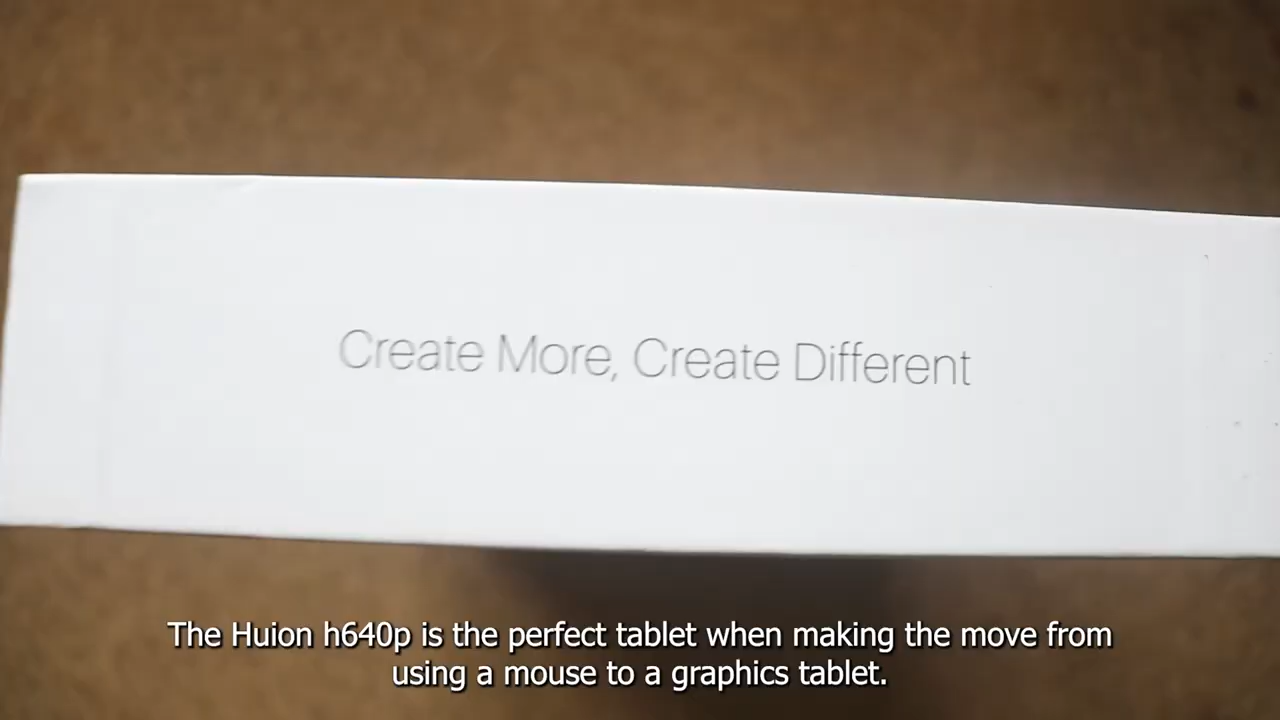 Create More, Create Different
The Huion h640p is the perfect tablet when making the move from
using a mouse to a graphics tablet.